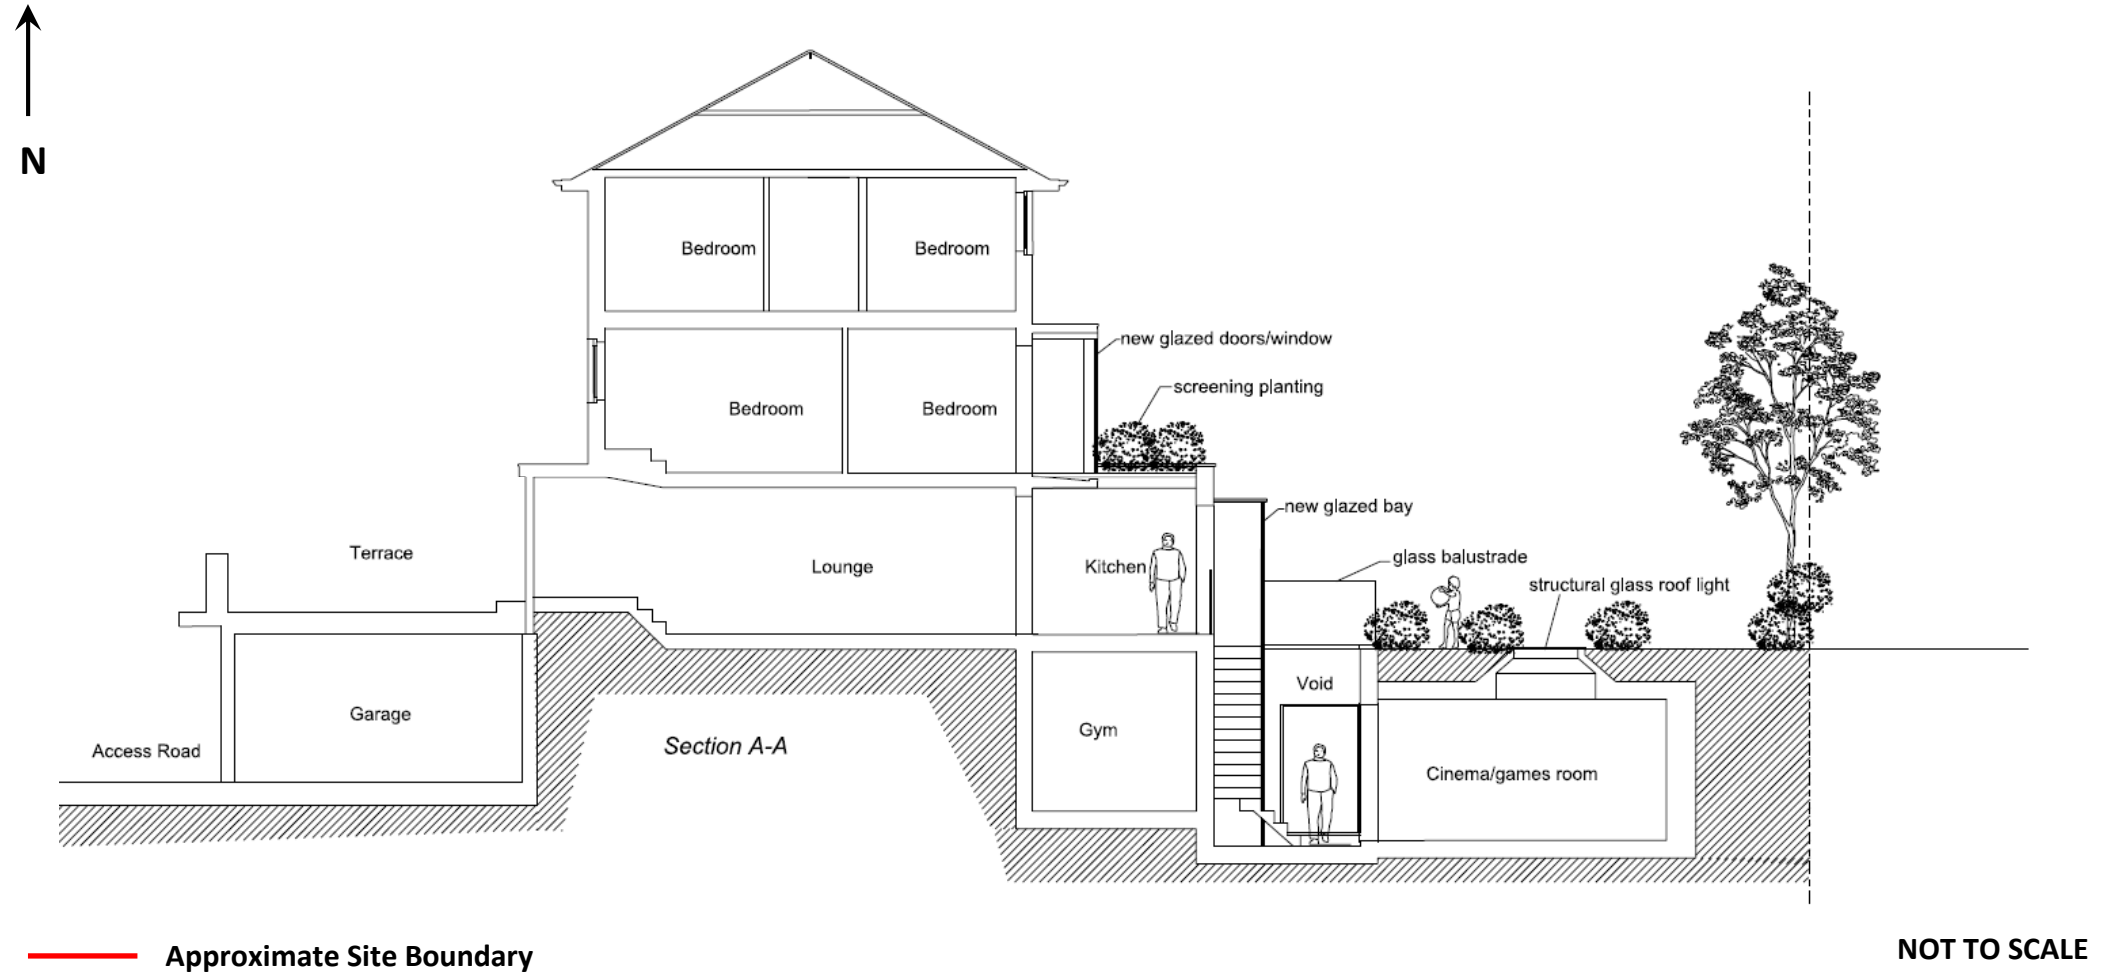 N
Bedroom
Bedroom
new glazed doors/window
screening planting
Bedroom
Bedroom
new glazed bay
Terrace
Lounge
Kitchen
glass balustrade
structural glass roof light
Void
Garage
Gym
Section A-A
Access Road
Cinema/games room
Approximate Site Boundary
NOT TO SCALE